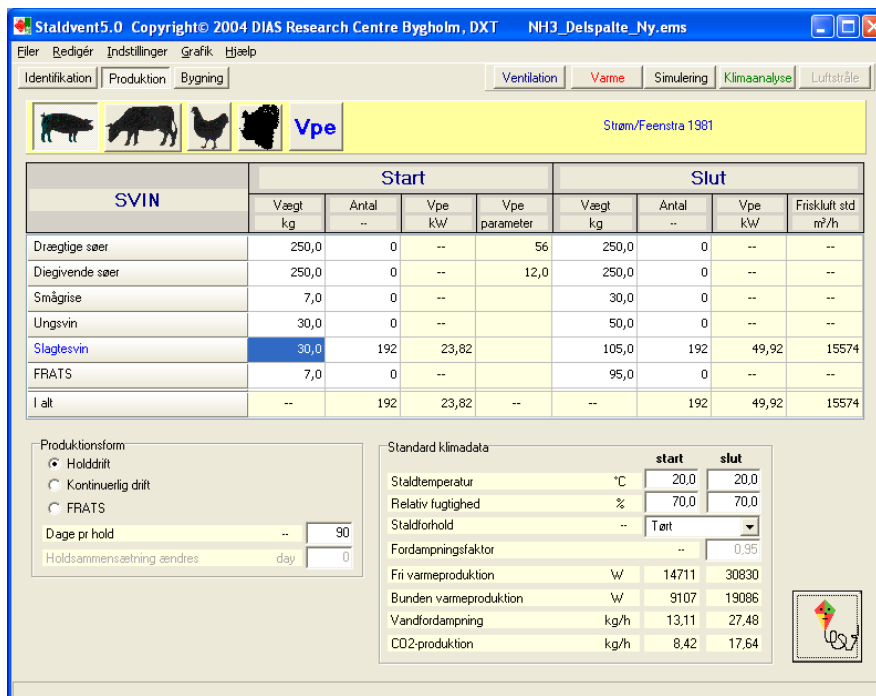 Staldvent5.0 Copyright© 2004 DIAS Research Centre Bygholm, DXT NH3_Delspalte_Ny.ems
Filer Redigér Indstillinger Grafik Hjælp
Identifikation Produktion Bygning Ventilation Varme Simulering Klimaanalyse Luftstråle
Vpe Strøm/Feenstra 1981
SVIN Start Slut
Vægt Antal Vpe Vpe Vægt Antal Vpe Friskluft std
kg -- kW parameter kg -- kW m³/h
Drægtige søer 250,0 0 -- 56 250,0 0 -- --
Diegivende søer 250,0 0 -- 12,0 250,0 0 -- --
Smågrise 7,0 0 -- 30,0 0 -- --
Ungsvin 30,0 0 -- 50,0 0 -- --
Slagtesvin 30,0 192 23,82 105,0 192 49,92 15574
FRATS 7,0 0 -- 95,0 0 -- --
I alt -- 192 23,82 -- -- 192 49,92 15574
Produktionsform
Holddrift
Kontinuerlig drift
FRATS
Dage pr hold -- 90
Holdsammensætning ændres day 0
Standard klimadata start slut
Staldtemperatur °C 20,0 20,0
Relativ fugtighed % 70,0 70,0
Staldforhold -- Tørt
Fordampningsfaktor -- 0,95
Fri varmeproduktion W 14711 30830
Bunden varmeproduktion W 9107 19086
Vandfordampning kg/h 13,11 27,48
CO2-produktion kg/h 8,42 17,64